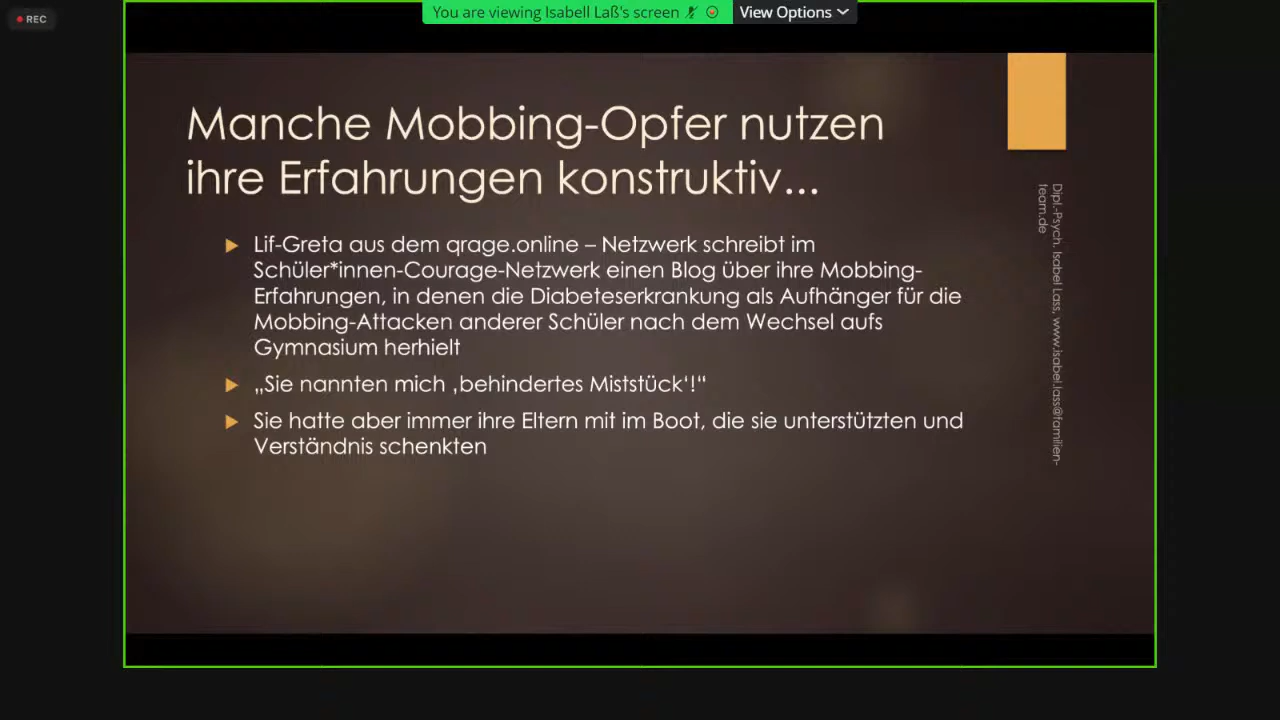 REC
You are viewing Isabell Laß's screen
View Options
Manche Mobbing-Opfer nutzen
ihre Erfahrungen konstruktiv...
Lif-Greta aus dem qrage.online – Netzwerk schreibt im
Schüler*innen-Courage-Netzwerk einen Blog über ihre Mobbing-
Erfahrungen, in denen die Diabeteserkrankung als Aufhänger für die
Mobbing-Attacken anderer Schüler nach dem Wechsel aufs
Gymnasium herhielt
„Sie nannten mich ‚behindertes Miststück‘!“
Sie hatte aber immer ihre Eltern mit im Boot, die sie unterstützten und
Verständnis schenkten
Dipl.-Psych. Isabel Lass, www.isabel.lass@familien-
team.de